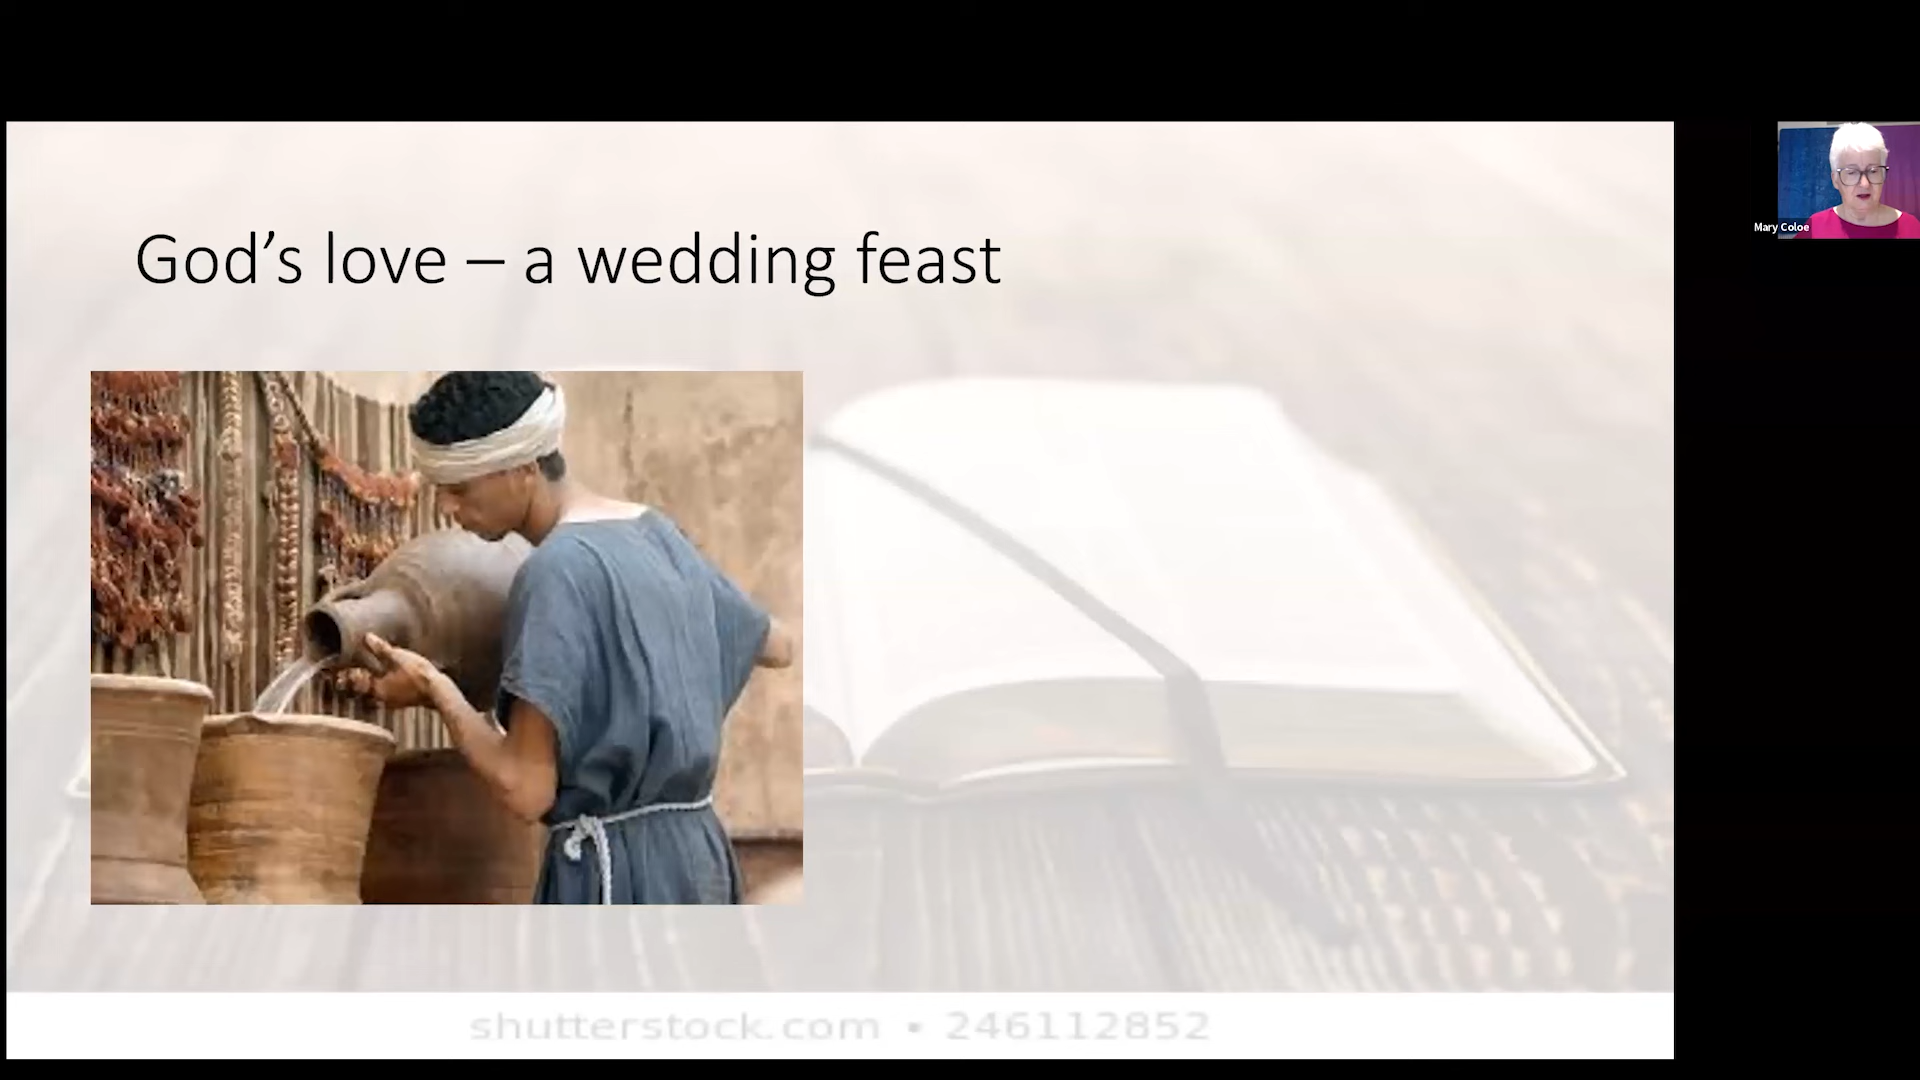 God’s love – a wedding feast
Mary Coloe
shutterstock.com • 246112852